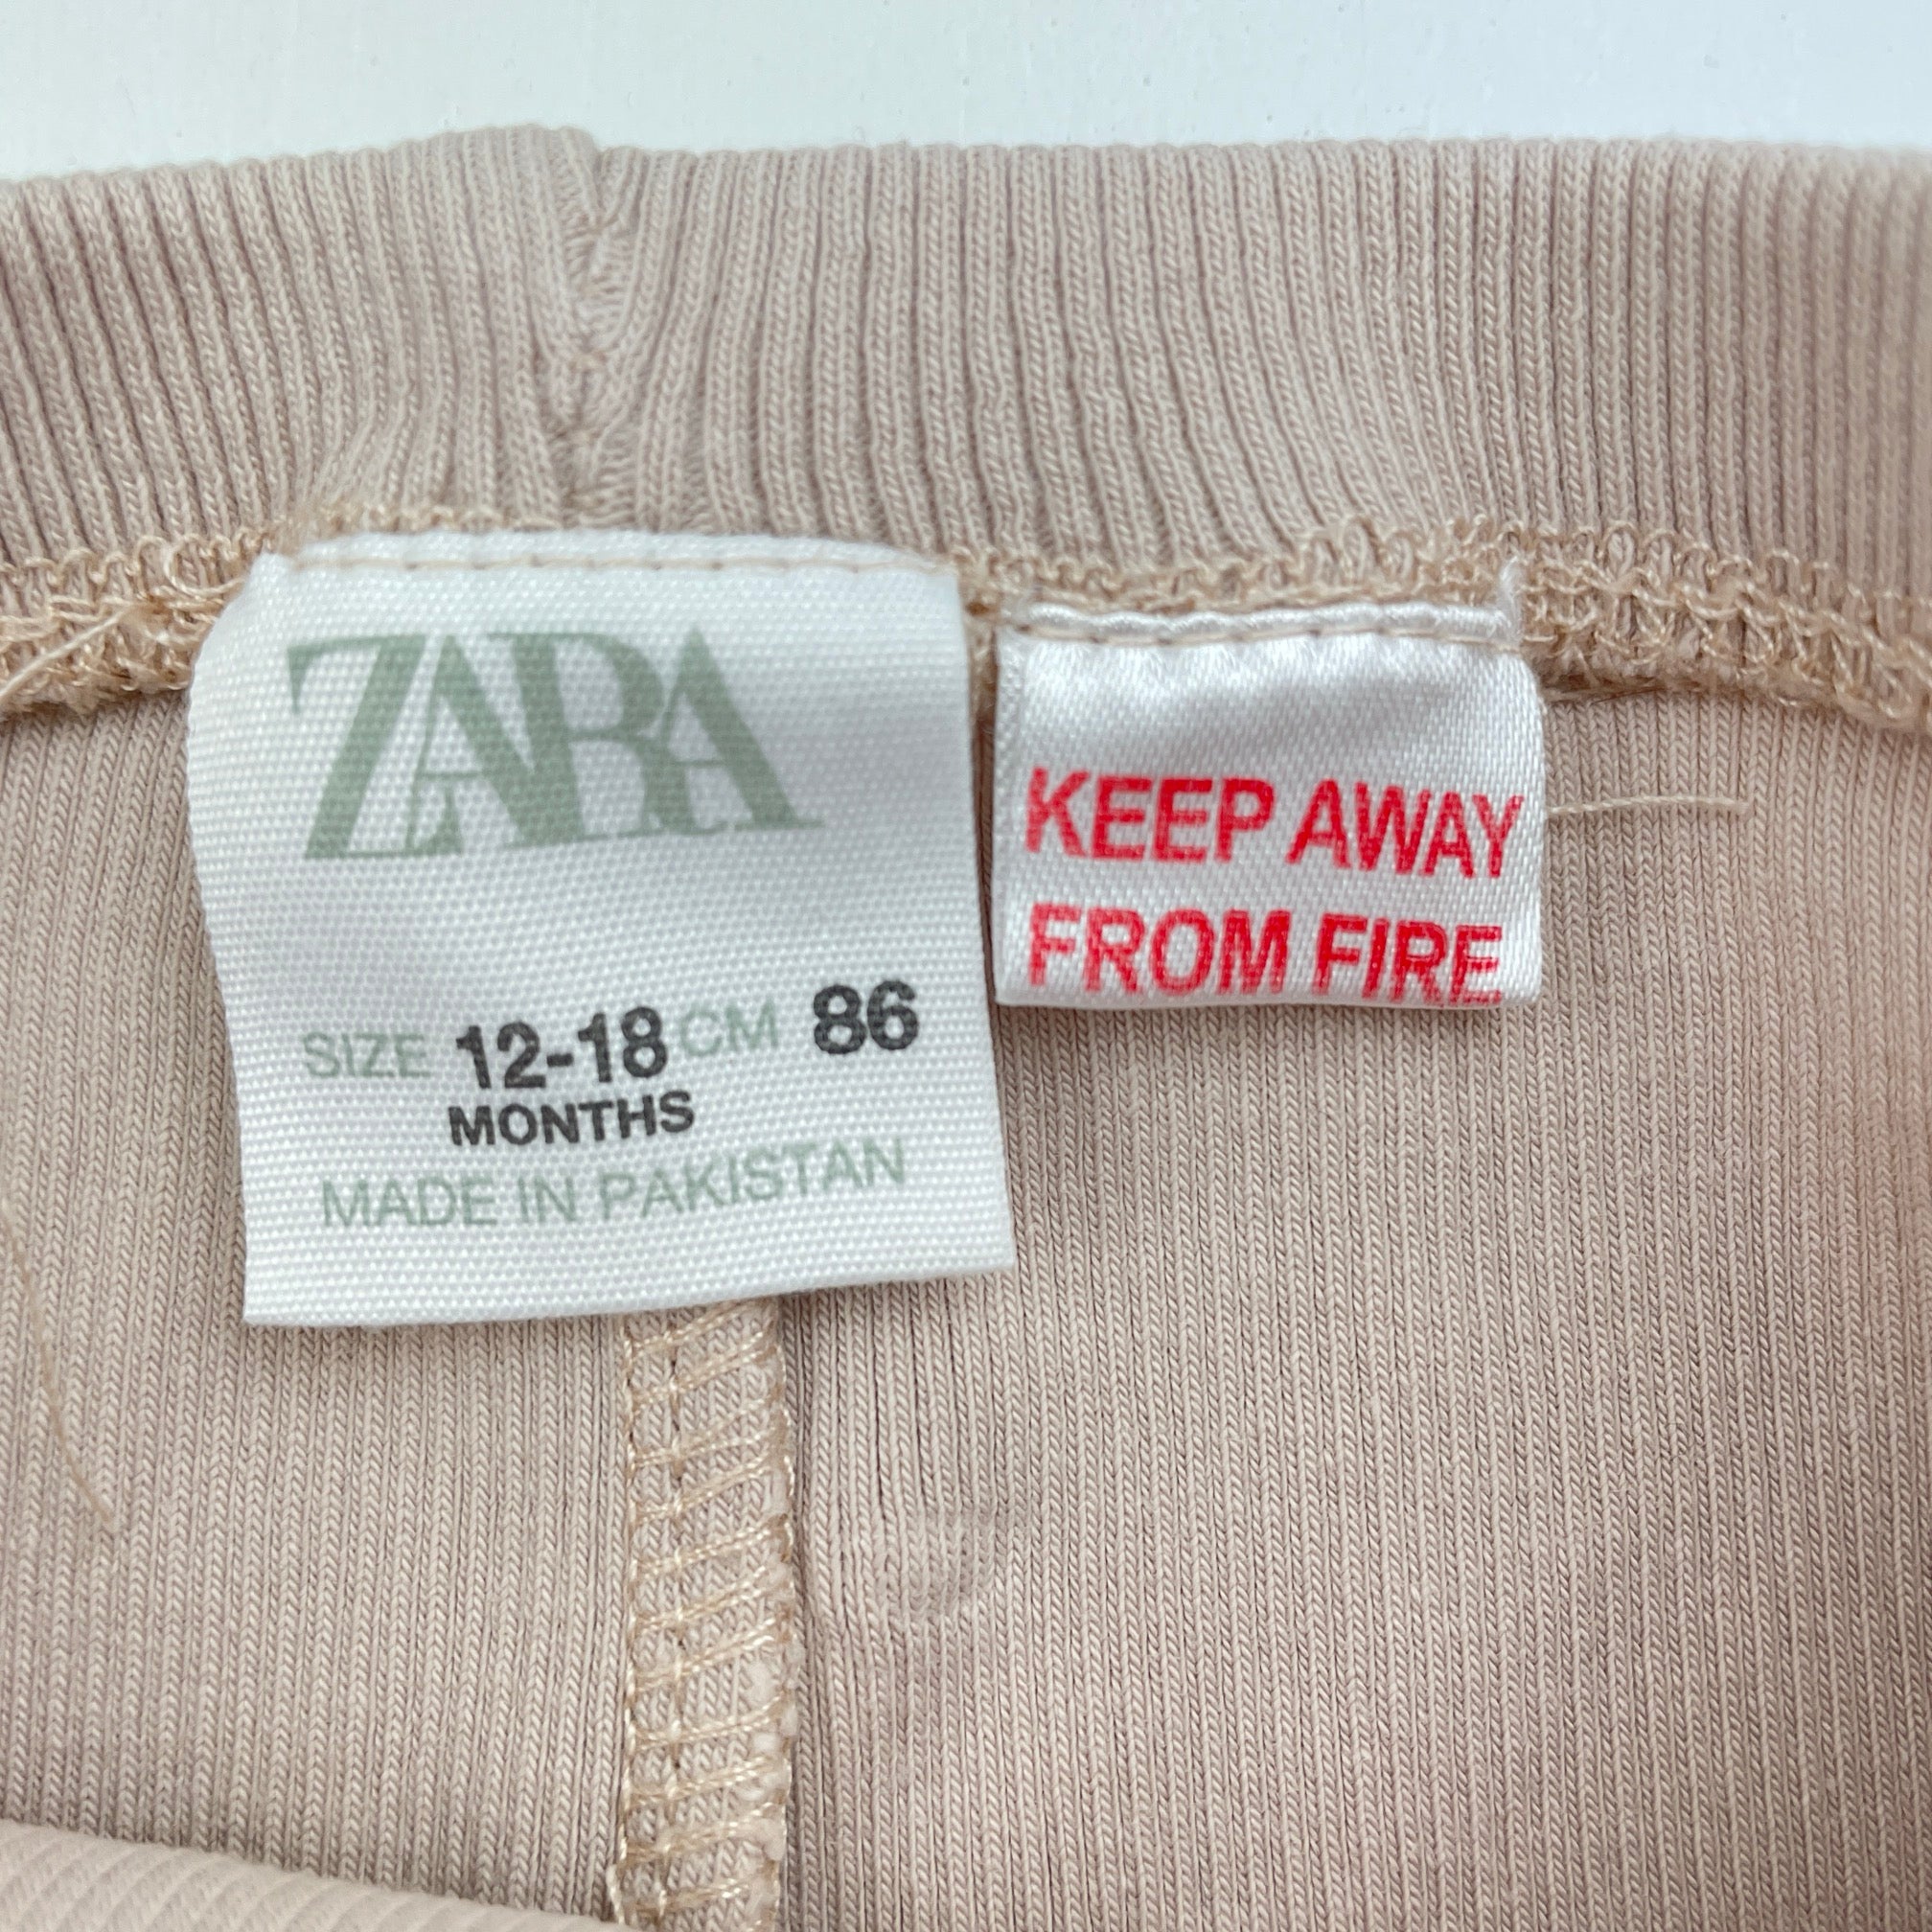 ZARA
SIZE 12-18 CM 86
MONTHS
MADE IN PAKISTAN
KEEP AWAY
FROM FIRE